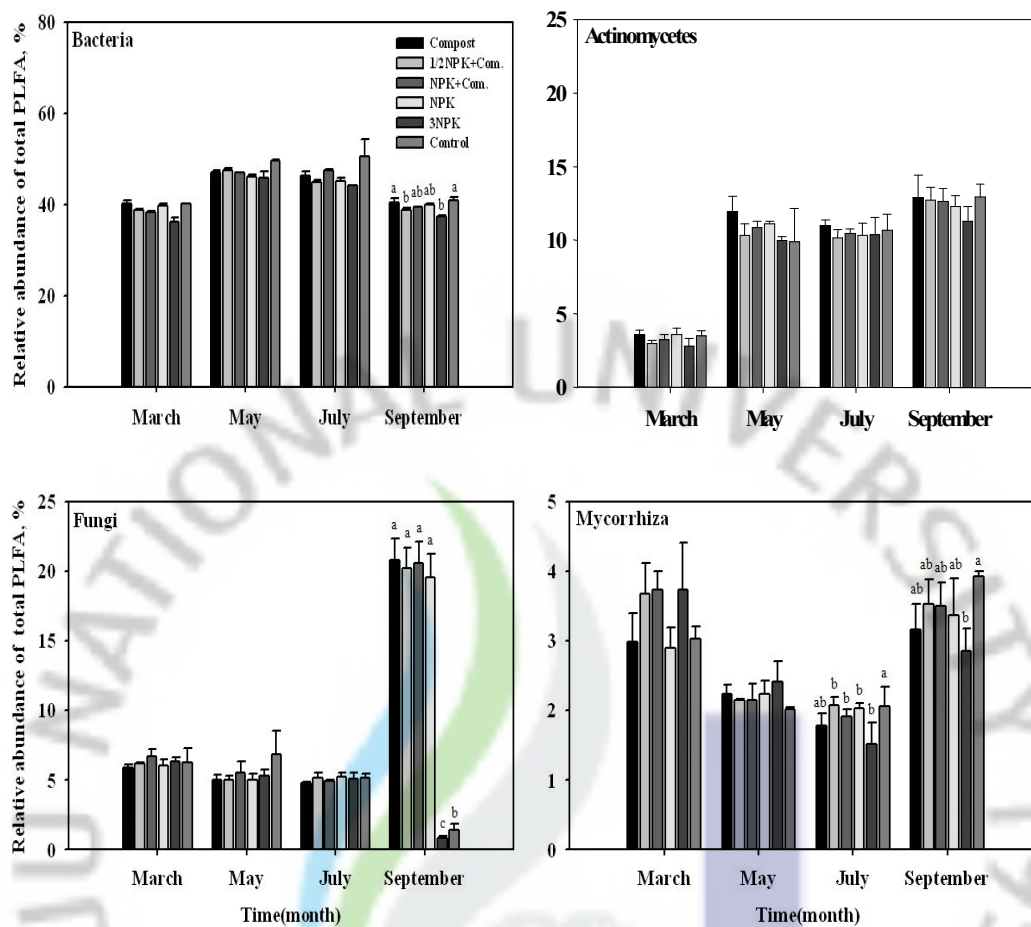 Relative abundance of total PLFA, %
80
60
40
20
0
Bacteria
Compost
1/2NPK+Com.
NPK+Com.
NPK
3NPK
Control
a b ab ab b a
March May July September
25
20
15
10
5
0
Actinomycetes
March May July September
Relative abundance of total PLFA, %
25
20
15
10
5
0
Fungi
a a a a c b
March May July September
Time(month)
5
4
3
2
1
0
Mycorrhiza
ab b b b b a
ab ab ab ab b a
March May July September
Time(month)
JU NATIONAL UNIVERSITY